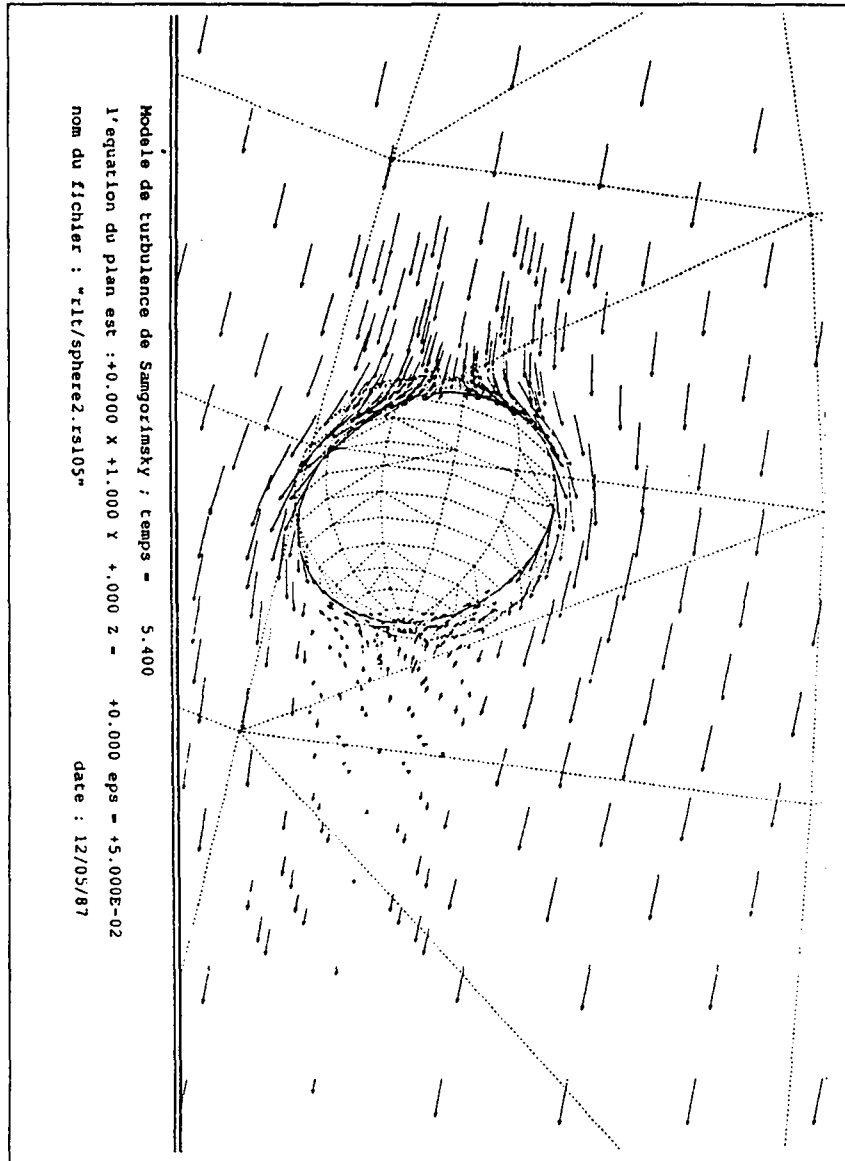 Modele de turbulence de Samgorimsky ; temps = 5.400
l'equation du plan est :+0.000 X +1.000 Y +.000 Z = +0.000 eps = +5.000E-02
nom du fichier : "rlt/sphere2.rsl05" date : 12/05/87